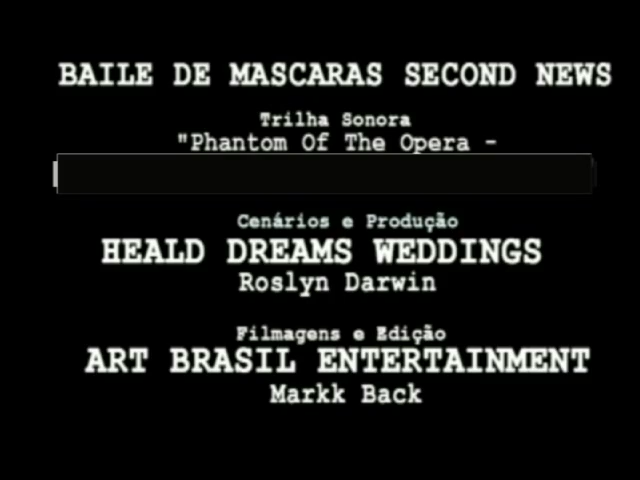 BAILE DE MASCARAS SECOND NEWS
Trilha Sonora
"Phantom Of The Opera -
Cenários e Produção
HEALD DREAMS WEDDINGS
Roslyn Darwin
Filmagens e Edição
ART BRASIL ENTERTAINMENT
Markk Back